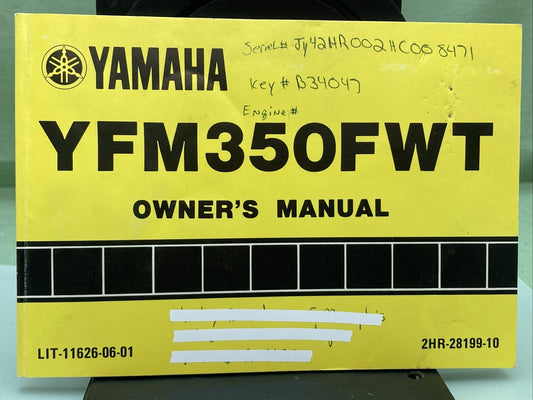 Serial# Jy42HR002HC008471
YAMAHA
Key # B34047
Engine#
YFM350FWT
OWNER'S MANUAL
LIT-11626-06-01
2HR-28199-10